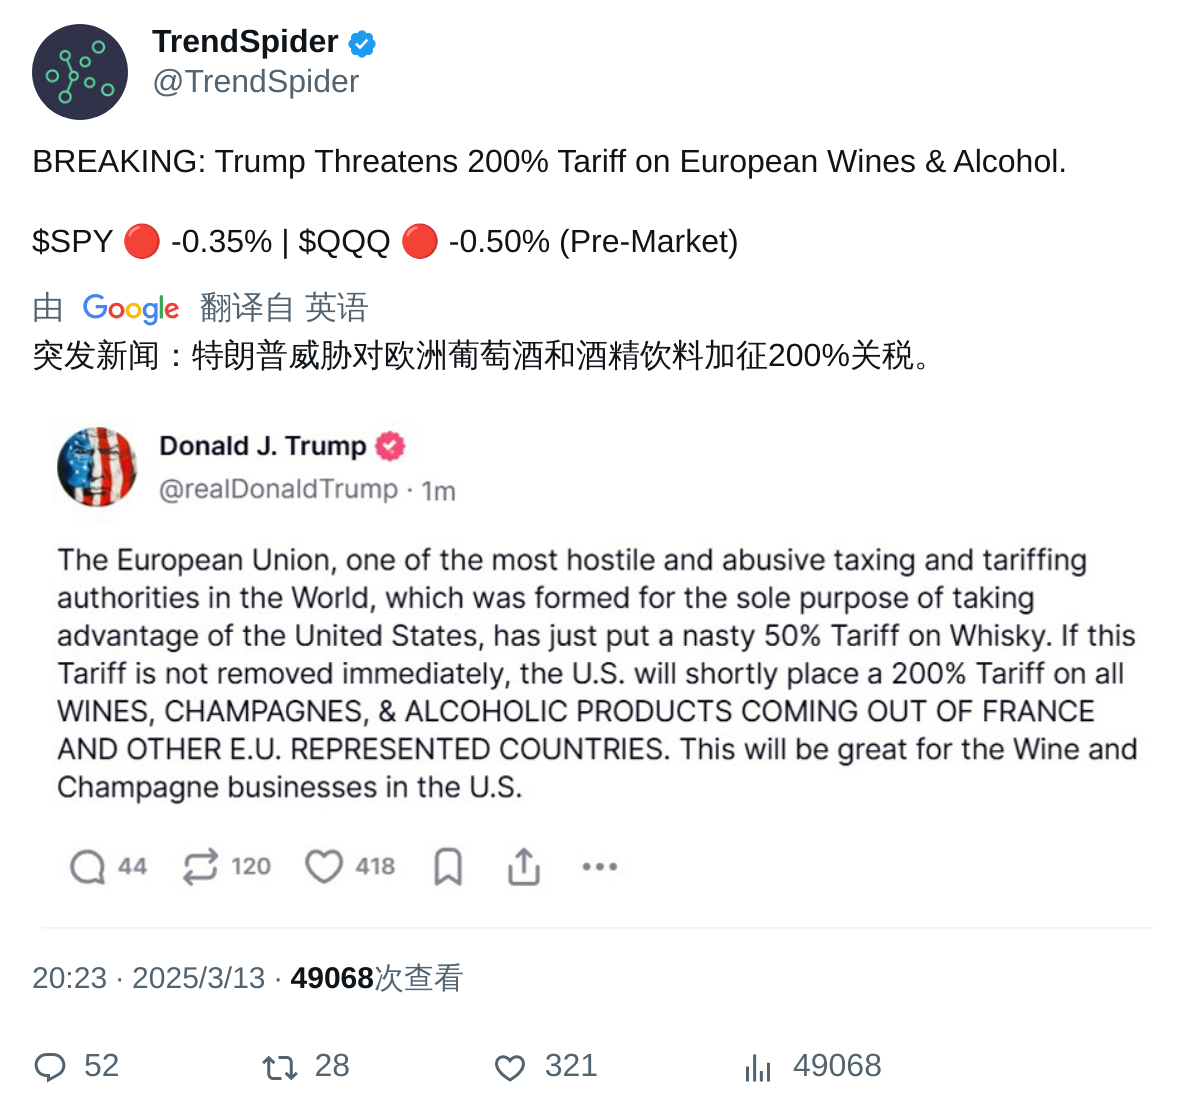 TrendSpider
@TrendSpider
BREAKING: Trump Threatens 200% Tariff on European Wines & Alcohol.
$SPY 🔴 -0.35% | $QQQ 🔴 -0.50% (Pre-Market)
由 Google 翻译自 英语
突发新闻：特朗普威胁对欧洲葡萄酒和酒精饮料加征200%关税。
Donald J. Trump
@realDonaldTrump · 1m
The European Union, one of the most hostile and abusive taxing and tariffing
authorities in the World, which was formed for the sole purpose of taking
advantage of the United States, has just put a nasty 50% Tariff on Whisky. If this
Tariff is not removed immediately, the U.S. will shortly place a 200% Tariff on all
WINES, CHAMPAGNES, & ALCOHOLIC PRODUCTS COMING OUT OF FRANCE
AND OTHER E.U. REPRESENTED COUNTRIES. This will be great for the Wine and
Champagne businesses in the U.S.
44 120 418
20:23 · 2025/3/13 · 49068次查看
52 28 321 49068